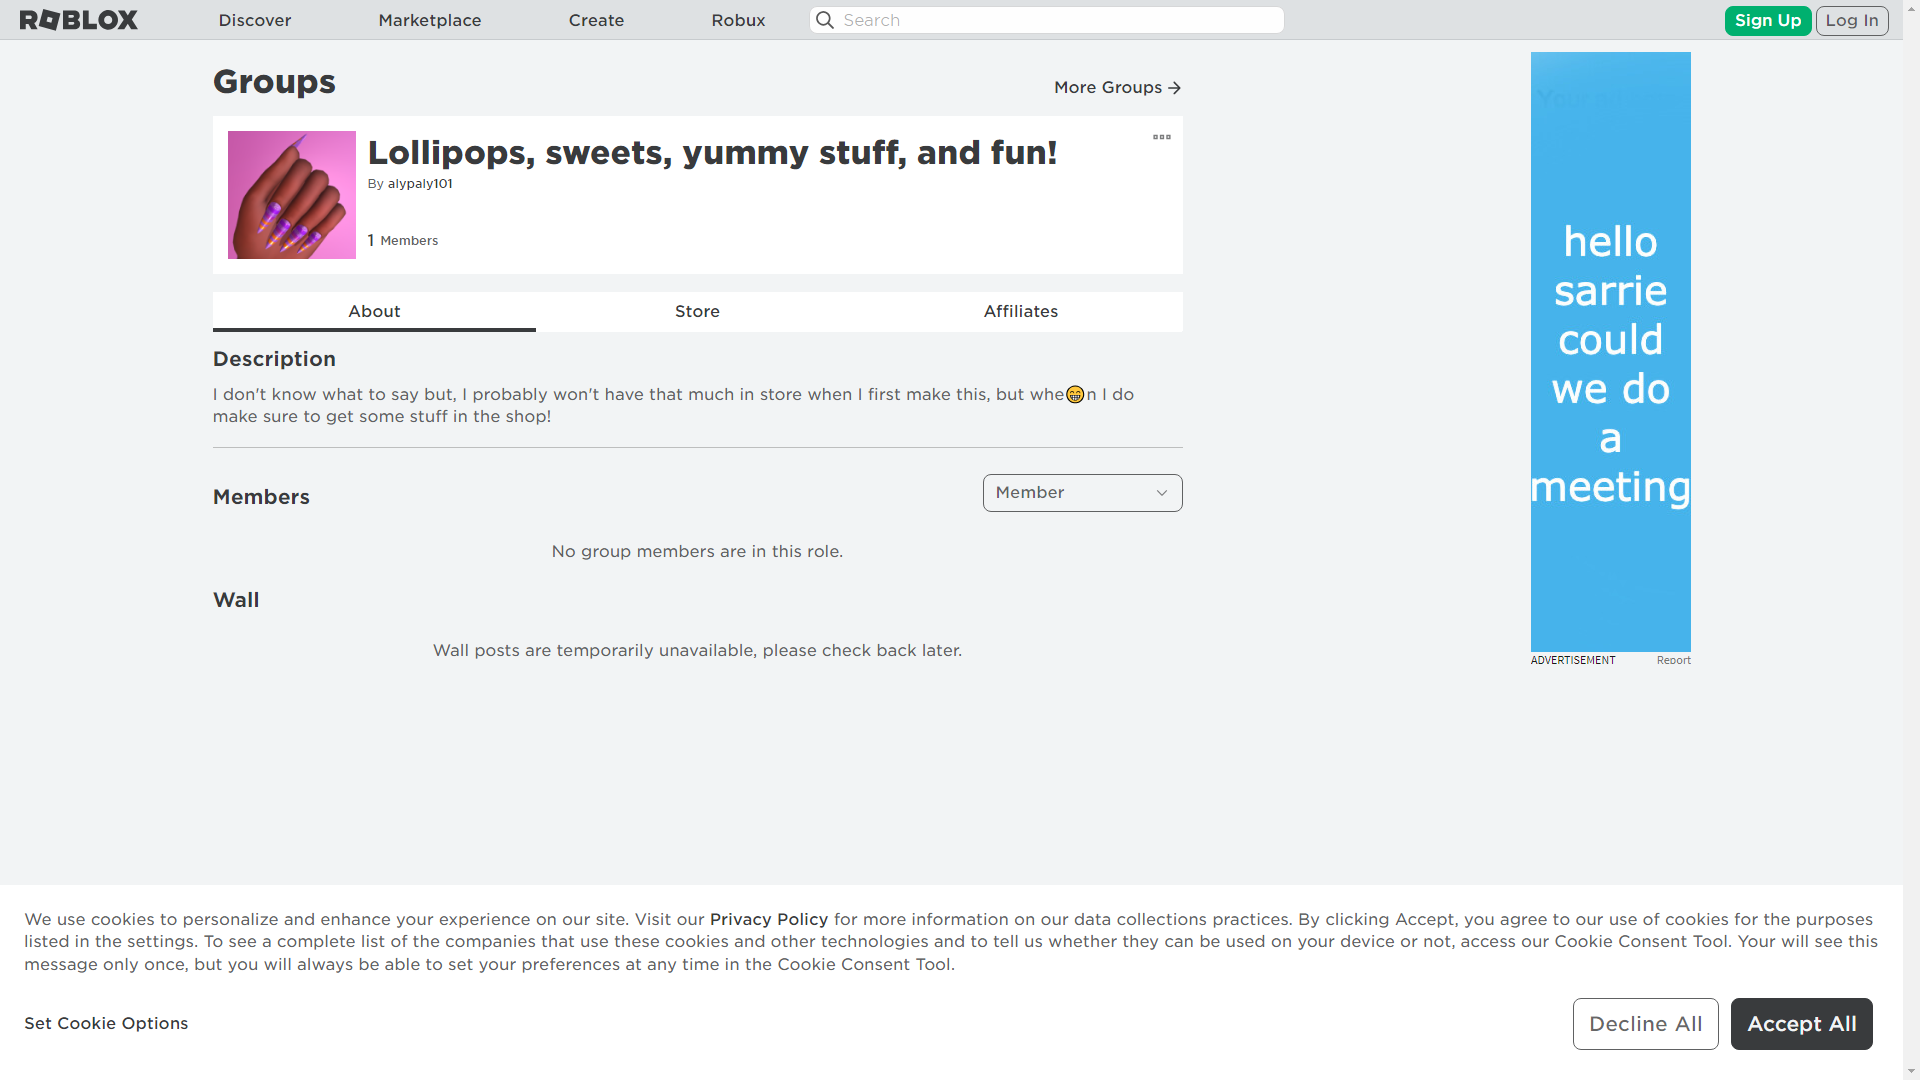 ROBLOX
Discover
Marketplace
Create
Robux
Search
Sign Up
Log In
Groups
More Groups
Lollipops, sweets, yummy stuff, and fun!
By alypaly101
1 Members
About
Store
Affiliates
Description
I don't know what to say but, I probably won't have that much in store when I first make this, but whe😁n I do
make sure to get some stuff in the shop!
Members
Member
No group members are in this role.
Wall
Wall posts are temporarily unavailable, please check back later.
hello
sarrie
could
we do
a
meeting
ADVERTISEMENT
Report
We use cookies to personalize and enhance your experience on our site. Visit our Privacy Policy for more information on our data collections practices. By clicking Accept, you agree to our use of cookies for the purposes
listed in the settings. To see a complete list of the companies that use these cookies and other technologies and to tell us whether they can be used on your device or not, access our Cookie Consent Tool. Your will see this
message only once, but you will always be able to set your preferences at any time in the Cookie Consent Tool.
Set Cookie Options
Decline All
Accept All